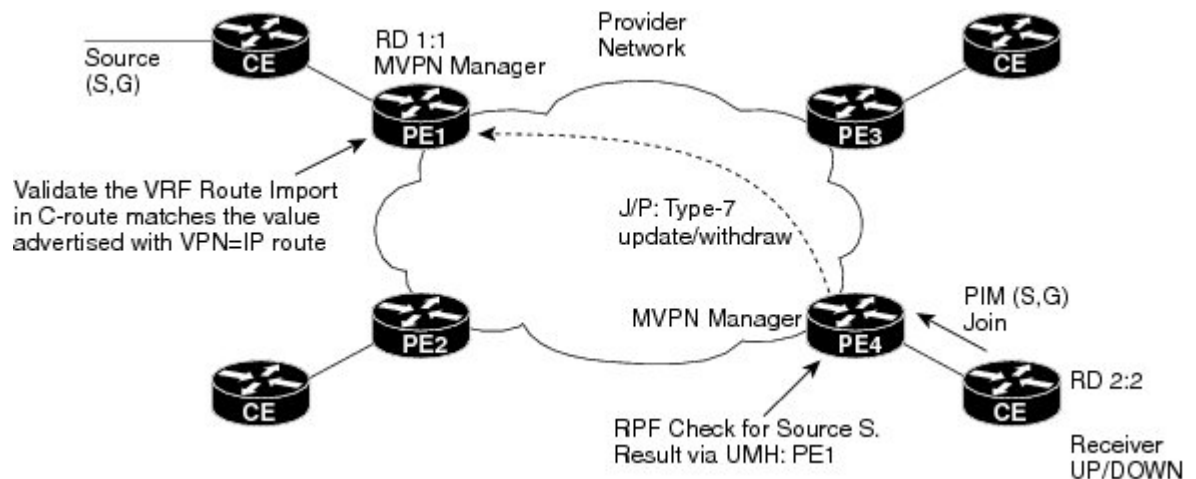 Source
(S,G)
CE
RD 1:1
MVPN Manager
PE1
Provider
Network
CE
PE3
Validate the VRF Route Import
in C-route matches the value
advertised with VPN=IP route
J/P: Type-7
update/withdraw
PE2
CE
MVPN Manager
PE4
PIM (S,G)
Join
CE
RD 2:2
RPF Check for Source S.
Result via UMH: PE1
Receiver
UP/DOWN